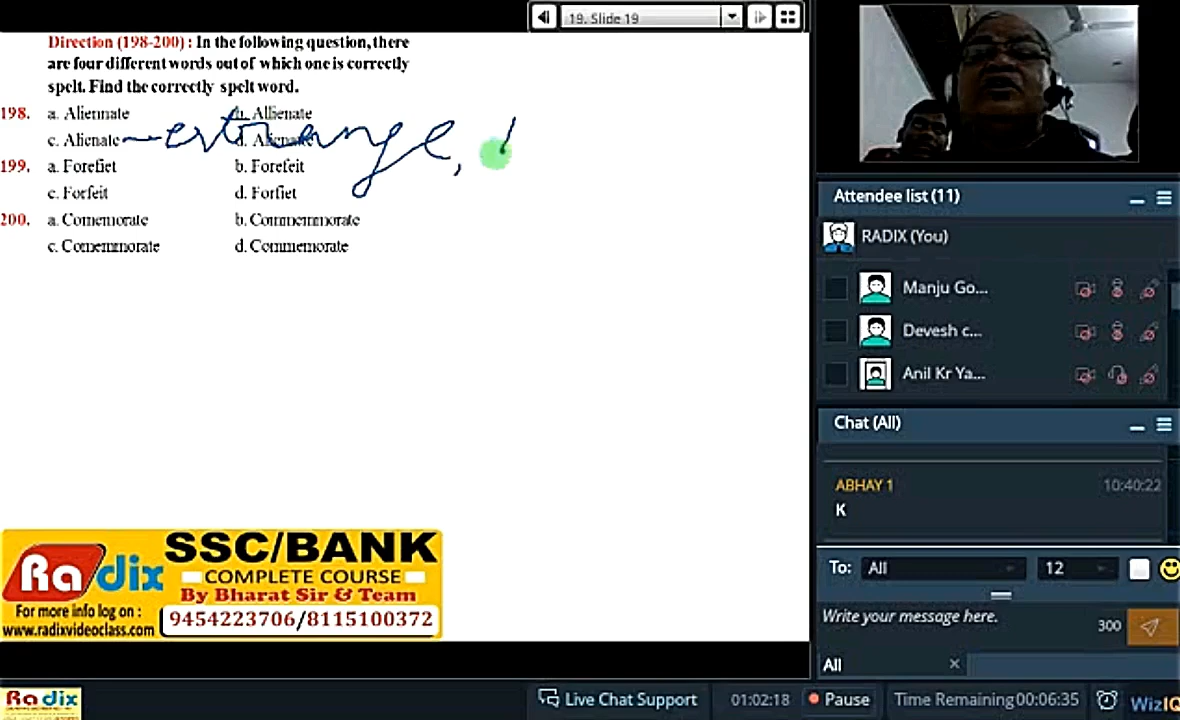 19. Slide 19
Direction (198-200) : In the following question, there
are four different words out of which one is correctly
spelt. Find the correctly spelt word.
198. a. Aliennate b. Allienate
c. Alienate – estrange, d. Alienatte
199. a. Forefiet b. Forefeit
c. Forfeit d. Forfiet
200. a. Comemorate b. Commemmorate
c. Comemmorate d. Commemorate
Attendee list (11)
RADIX (You)
Manju Go...
Devesh c...
Anil Kr Ya...
Chat (All)
ABHAY 1 10:40:22
K
To: All 12
Write your message here. 300
All
Radix
SSC/BANK
COMPLETE COURSE
By Bharat Sir & Team
For more info log on :
www.radixvideoclass.com
9454223706/8115100372
Radix
Live Chat Support 01:02:18 Pause Time Remaining 00:06:35 WizIQ